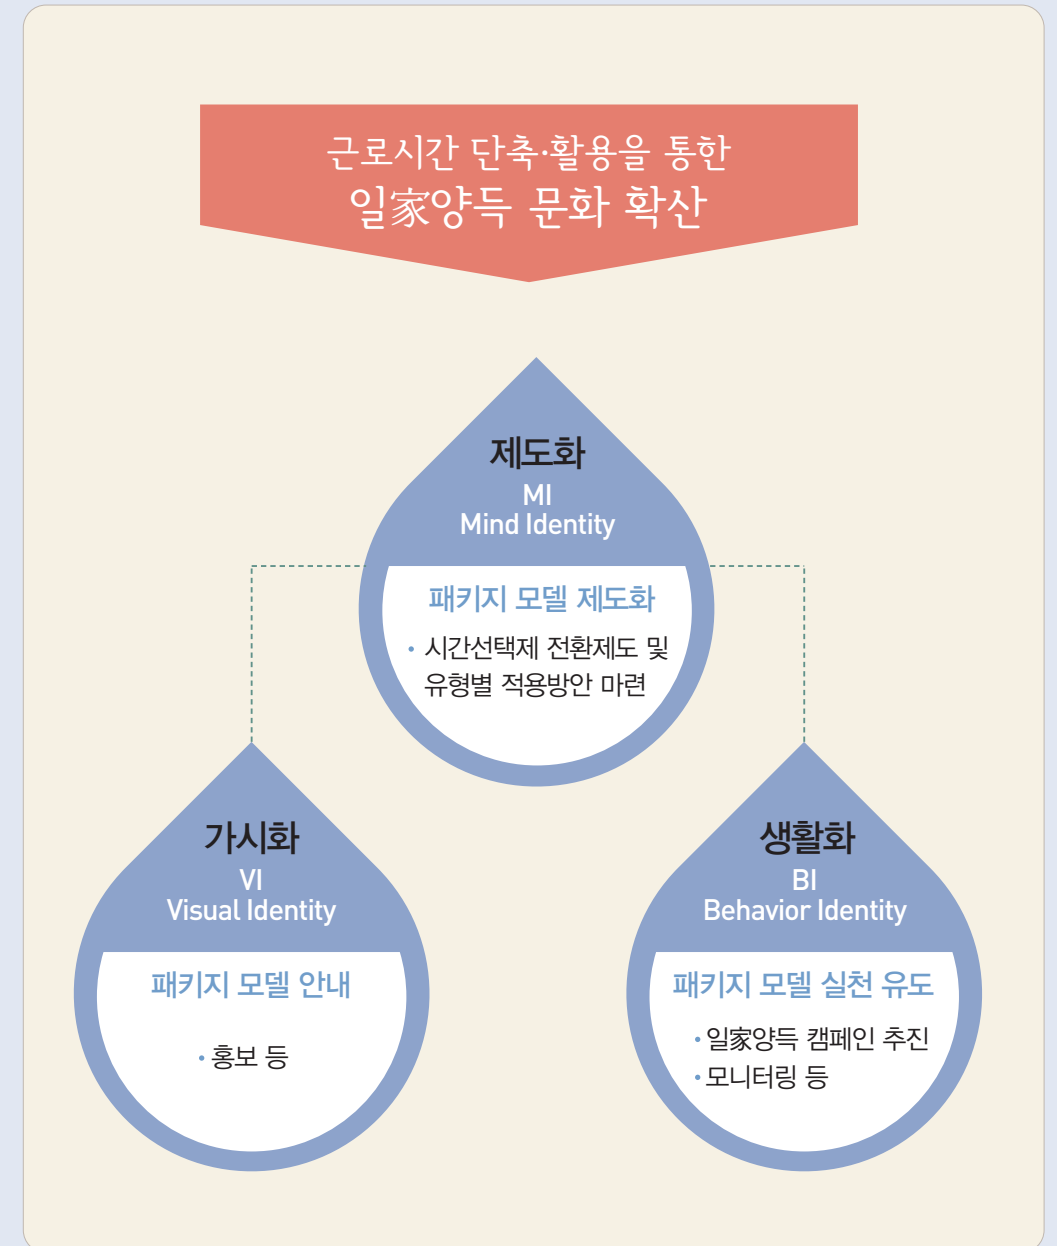 근로시간 단축·활용을 통한
일家양득 문화 확산
제도화
MI
Mind Identity
패키지 모델 제도화
• 시간선택제 전환제도 및
유형별 적용방안 마련
가시화
VI
Visual Identity
패키지 모델 안내
• 홍보 등
생활화
BI
Behavior Identity
패키지 모델 실천 유도
• 일家양득 캠페인 추진
• 모니터링 등